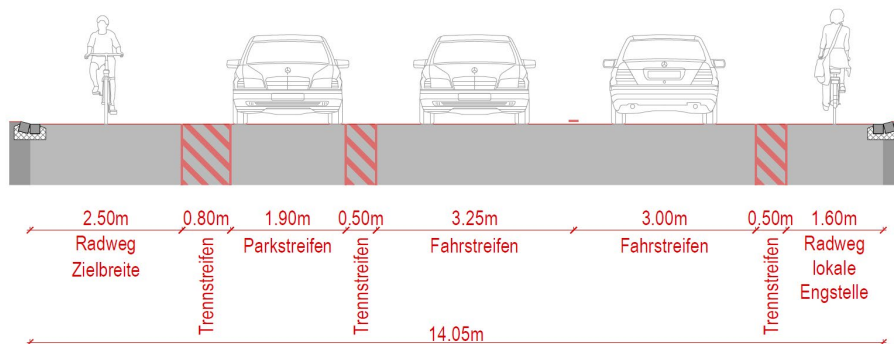 2.50m 0.80m 1.90m 0.50m 3.25m 3.00m 0.50m 1.60m
Radweg
Zielbreite
Trennstreifen
Parkstreifen
Trennstreifen
Fahrstreifen
Fahrstreifen
Trennstreifen
Radweg
lokale
Engstelle
14.05m